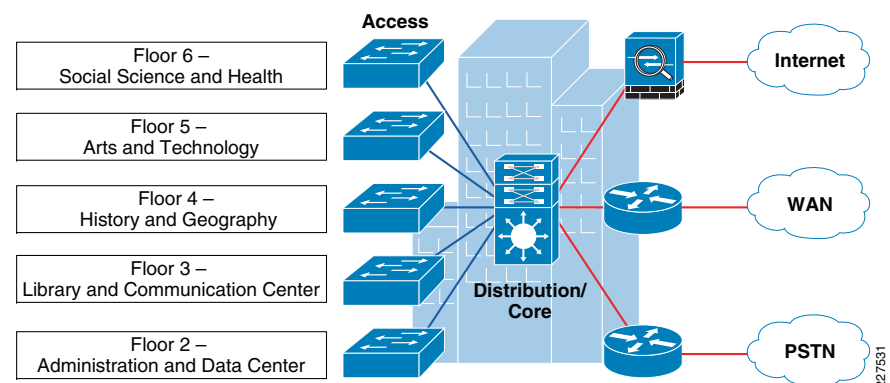 Access
Floor 6 –
Social Science and Health
Internet
Floor 5 –
Arts and Technology
Floor 4 –
History and Geography
WAN
Floor 3 –
Library and Communication Center
Distribution/
Core
Floor 2 –
Administration and Data Center
PSTN